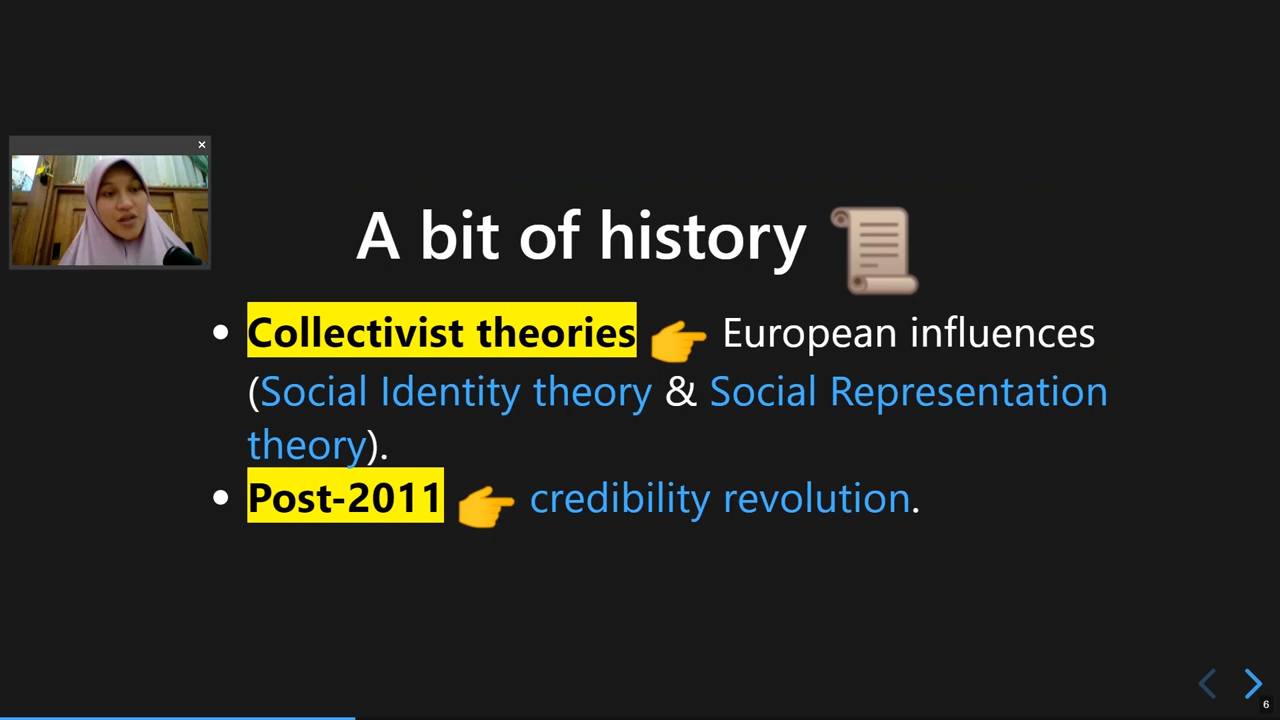 A bit of history 📜
• Collectivist theories 👉 European influences
(Social Identity theory & Social Representation
theory).
• Post-2011 👉 credibility revolution.
6